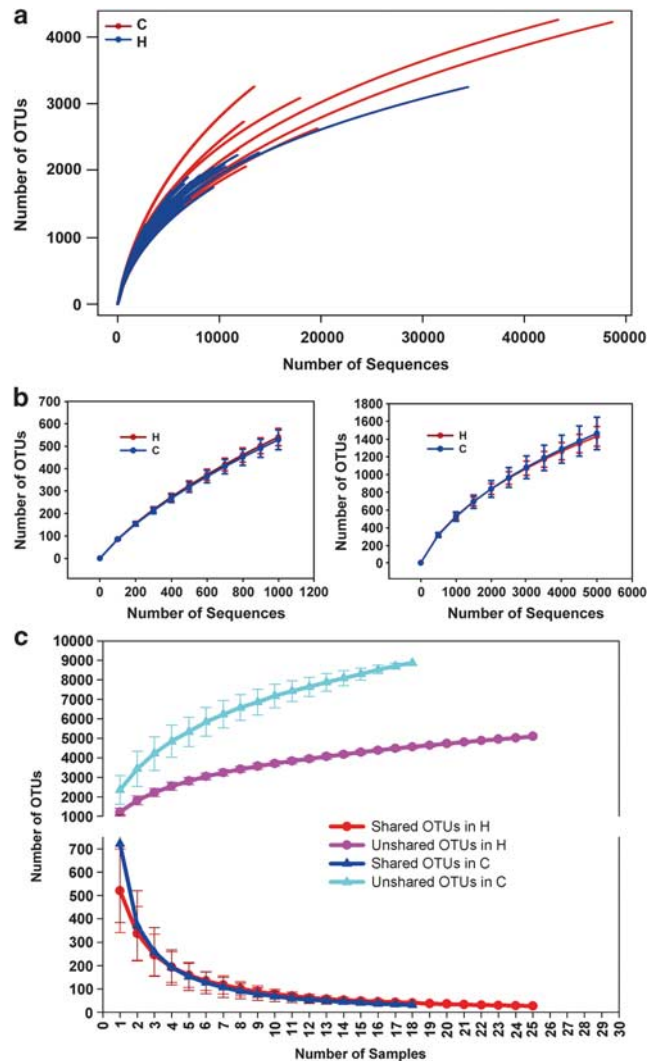 a
C
H
Number of OTUs
4000
3000
2000
1000
0
0 10000 20000 30000 40000 50000
Number of Sequences
b
H
C
Number of OTUs
700
600
500
400
300
200
100
0
0 200 400 600 800 1000 1200
Number of Sequences
H
C
Number of OTUs
1800
1600
1400
1200
1000
800
600
400
200
0
0 1000 2000 3000 4000 5000 6000
Number of Sequences
c
Number of OTUs
10000
9000
8000
7000
6000
5000
4000
3000
2000
1000
700
600
500
400
300
200
100
0
Shared OTUs in H
Unshared OTUs in H
Shared OTUs in C
Unshared OTUs in C
0 1 2 3 4 5 6 7 8 9 10 11 12 13 14 15 16 17 18 19 20 21 22 23 24 25 26 27 28 29 30
Number of Samples